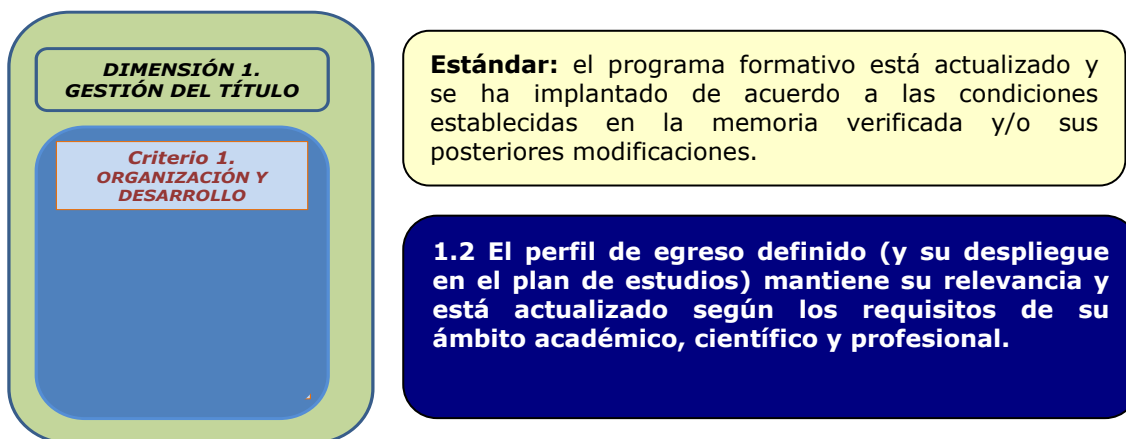 DIMENSIÓN 1.
GESTIÓN DEL TÍTULO
Criterio 1.
ORGANIZACIÓN Y
DESARROLLO
Estándar: el programa formativo está actualizado y
se ha implantado de acuerdo a las condiciones
establecidas en la memoria verificada y/o sus
posteriores modificaciones.
1.2 El perfil de egreso definido (y su despliegue
en el plan de estudios) mantiene su relevancia y
está actualizado según los requisitos de su
ámbito académico, científico y profesional.